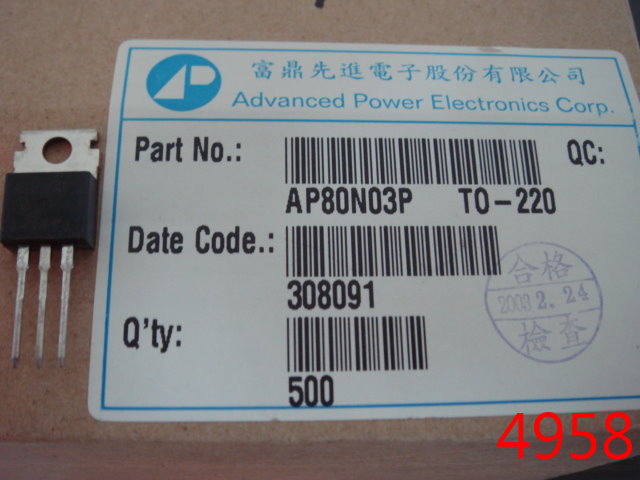 AP 富鼎先進電子股份有限公司
Advanced Power Electronics Corp.
Part No.:
QC:
AP80N03P TO-220
Date Code.:
308091
合格
2003 2. 24
檢查
Q'ty:
500
4958